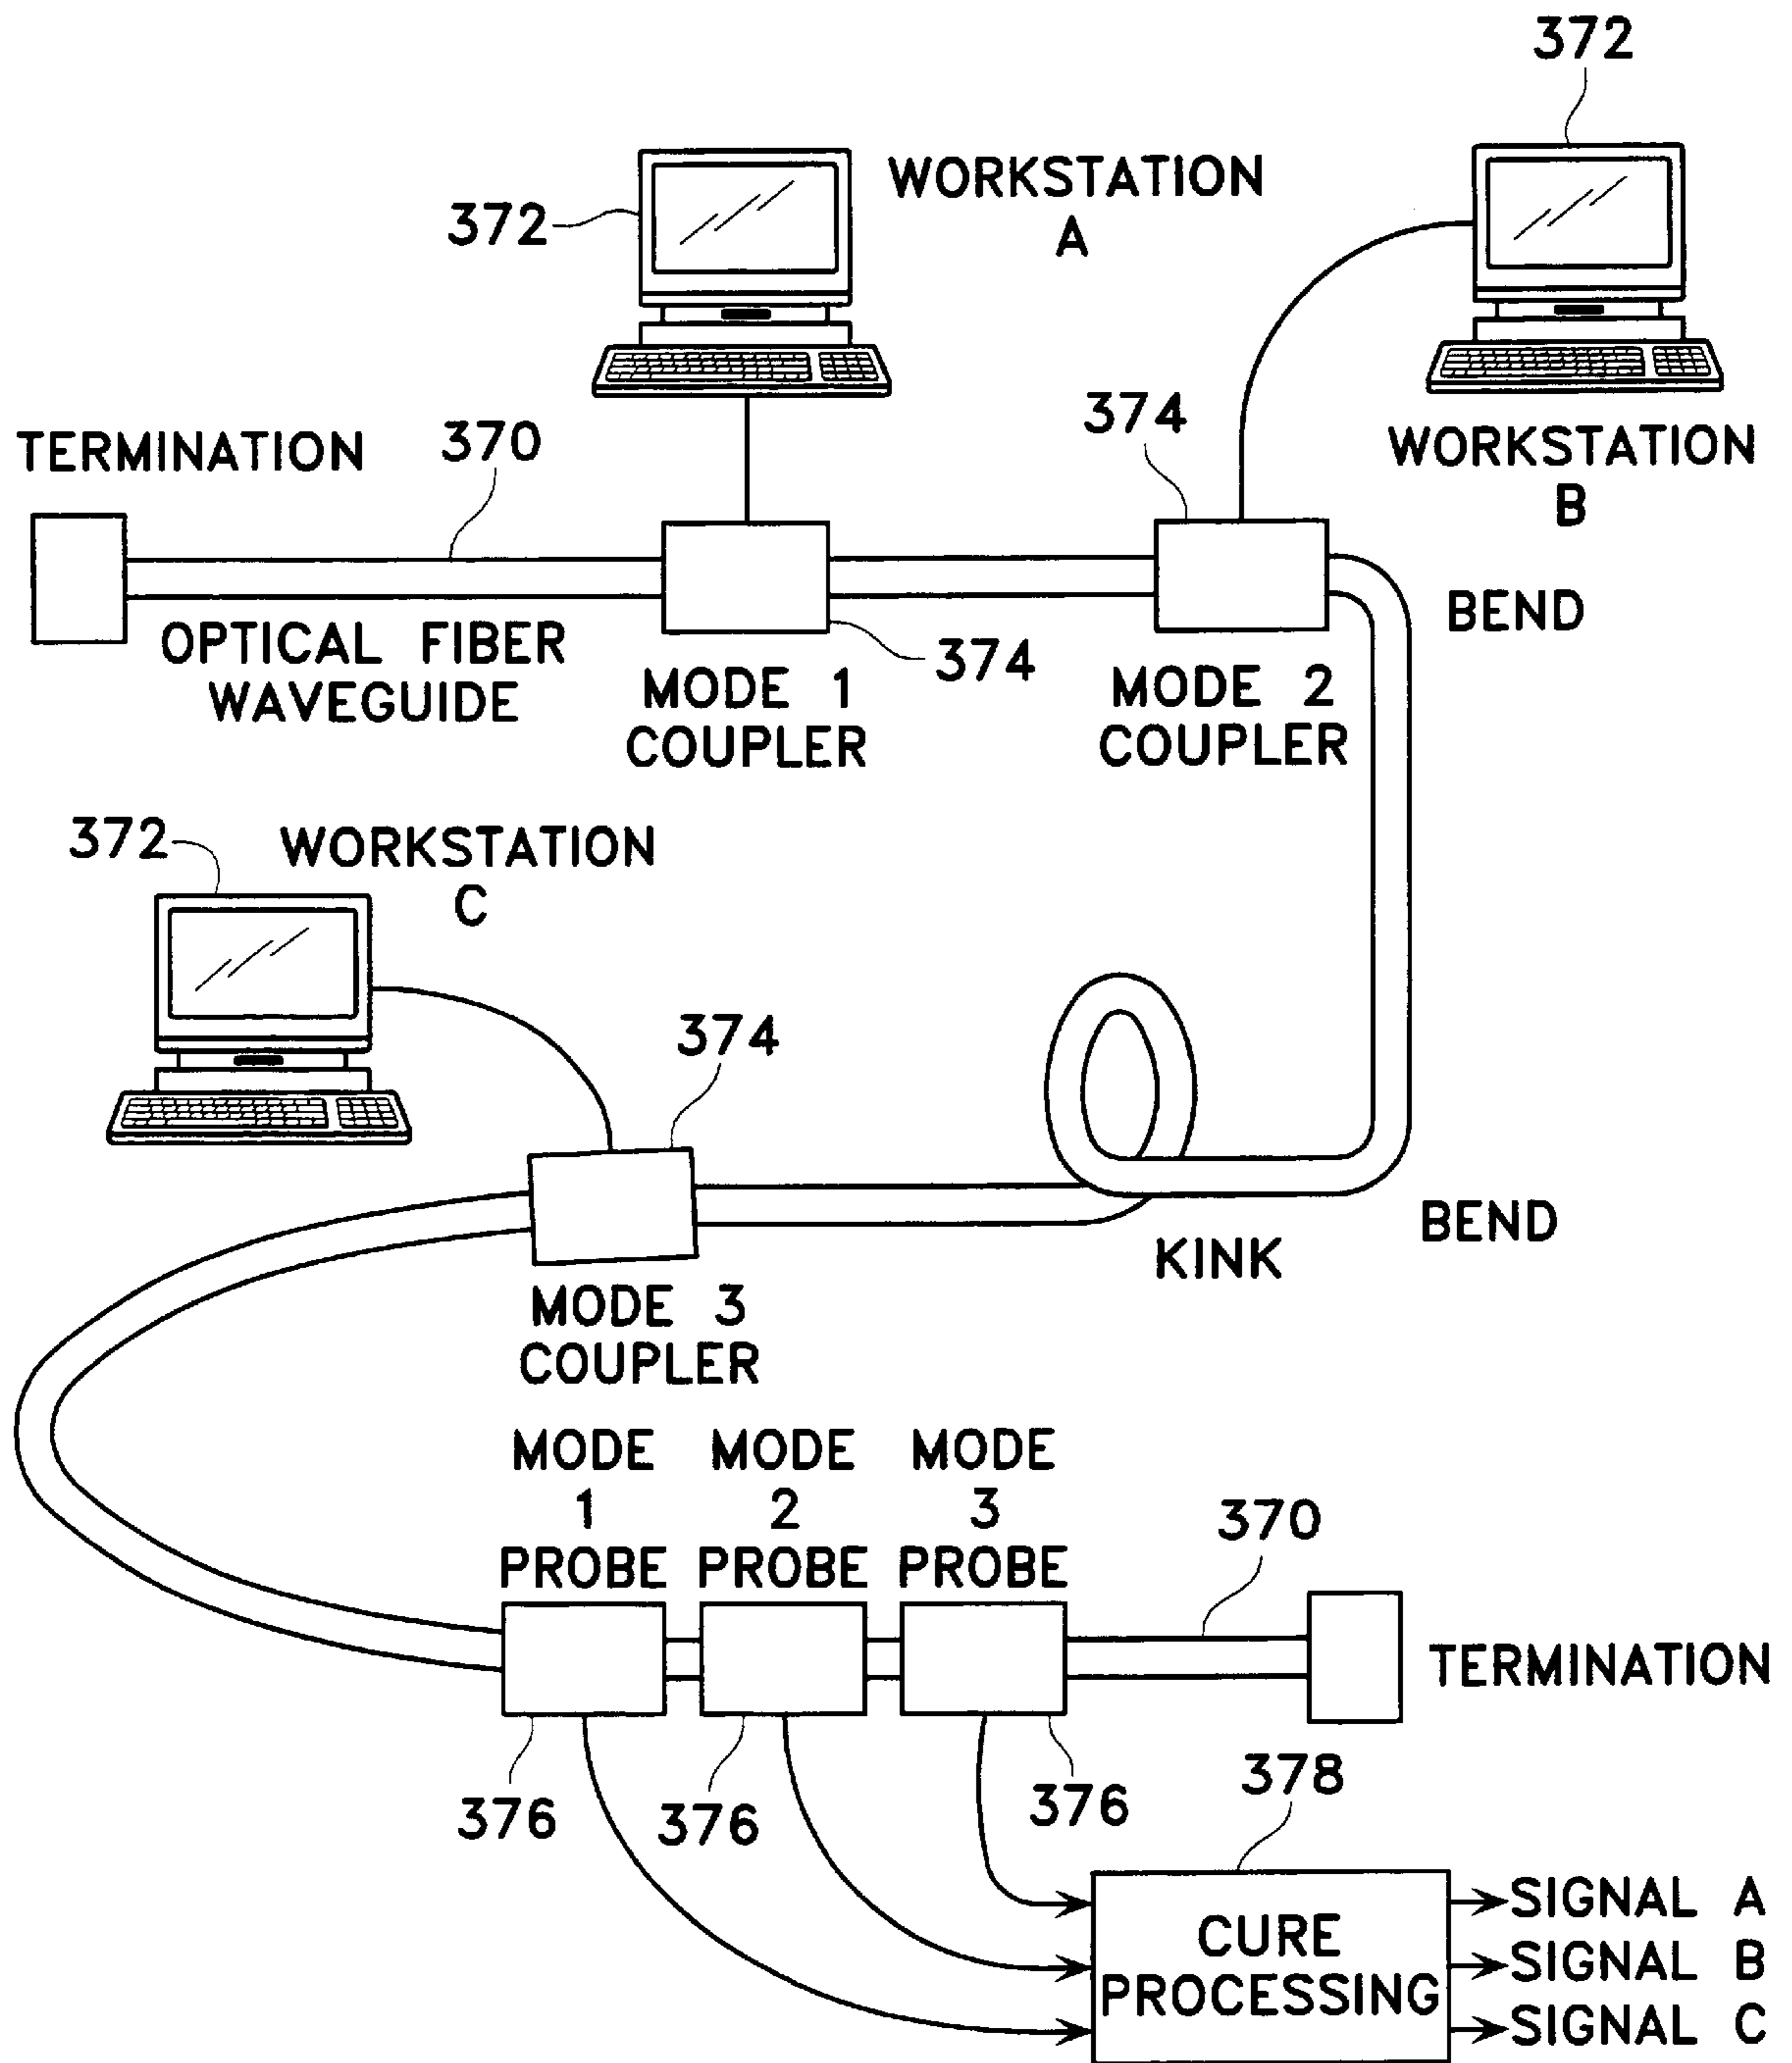 372
372
WORKSTATION
A
374
TERMINATION
370
WORKSTATION
B
OPTICAL FIBER
WAVEGUIDE
374
MODE 1
COUPLER
MODE 2
COUPLER
BEND
372
WORKSTATION
C
374
KINK
BEND
MODE 3
COUPLER
MODE
1
PROBE
MODE
2
PROBE
MODE
3
PROBE
370
TERMINATION
376
376
376
378
CURE
PROCESSING
SIGNAL A
SIGNAL B
SIGNAL C